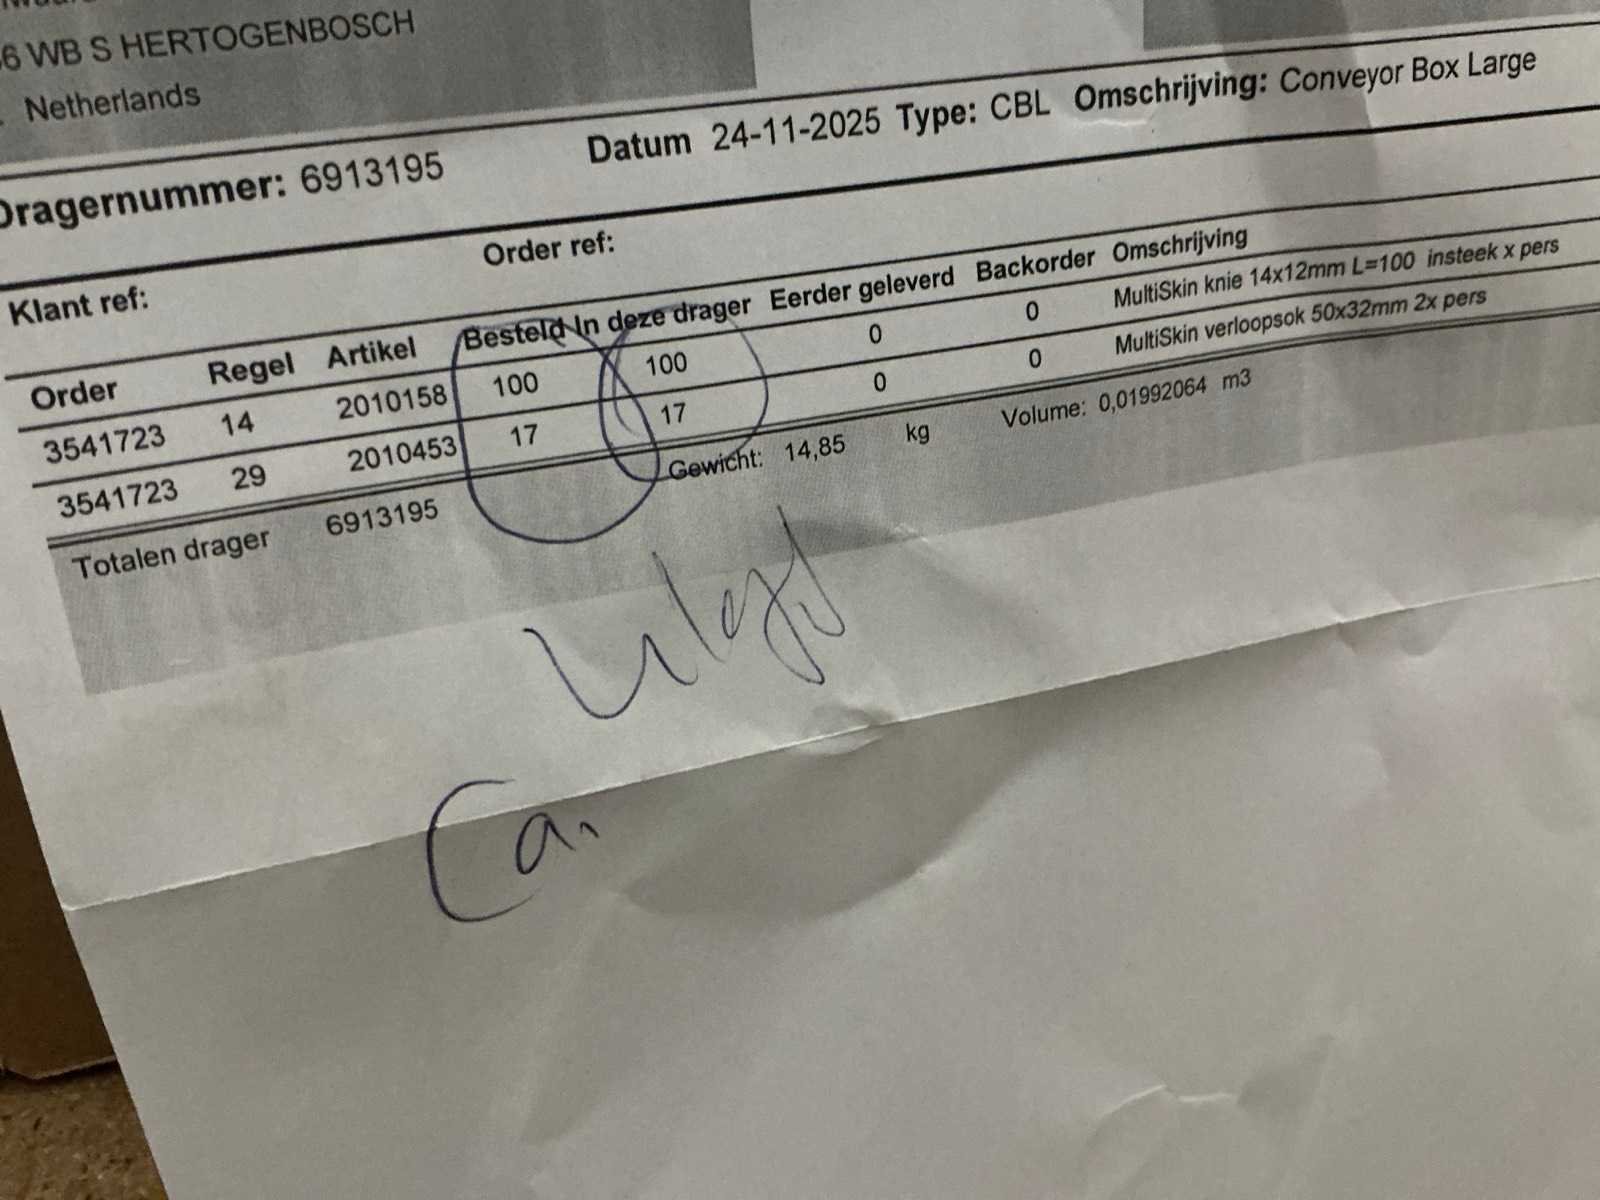 6 WB S HERTOGENBOSCH
Netherlands
Dragernummer: 6913195 Datum 24-11-2025 Type: CBL Omschrijving: Conveyor Box Large
Klant ref: Order ref:
Order Regel Artikel Besteld In deze drager Eerder geleverd Backorder Omschrijving
3541723 14 2010158 100 100 0 0 MultiSkin knie 14x12mm L=100 insteek x pers
3541723 29 2010453 17 17 0 0 MultiSkin verloopsok 50x32mm 2x pers
Totalen drager 6913195 Gewicht: 14,85 kg Volume: 0,01992064 m3